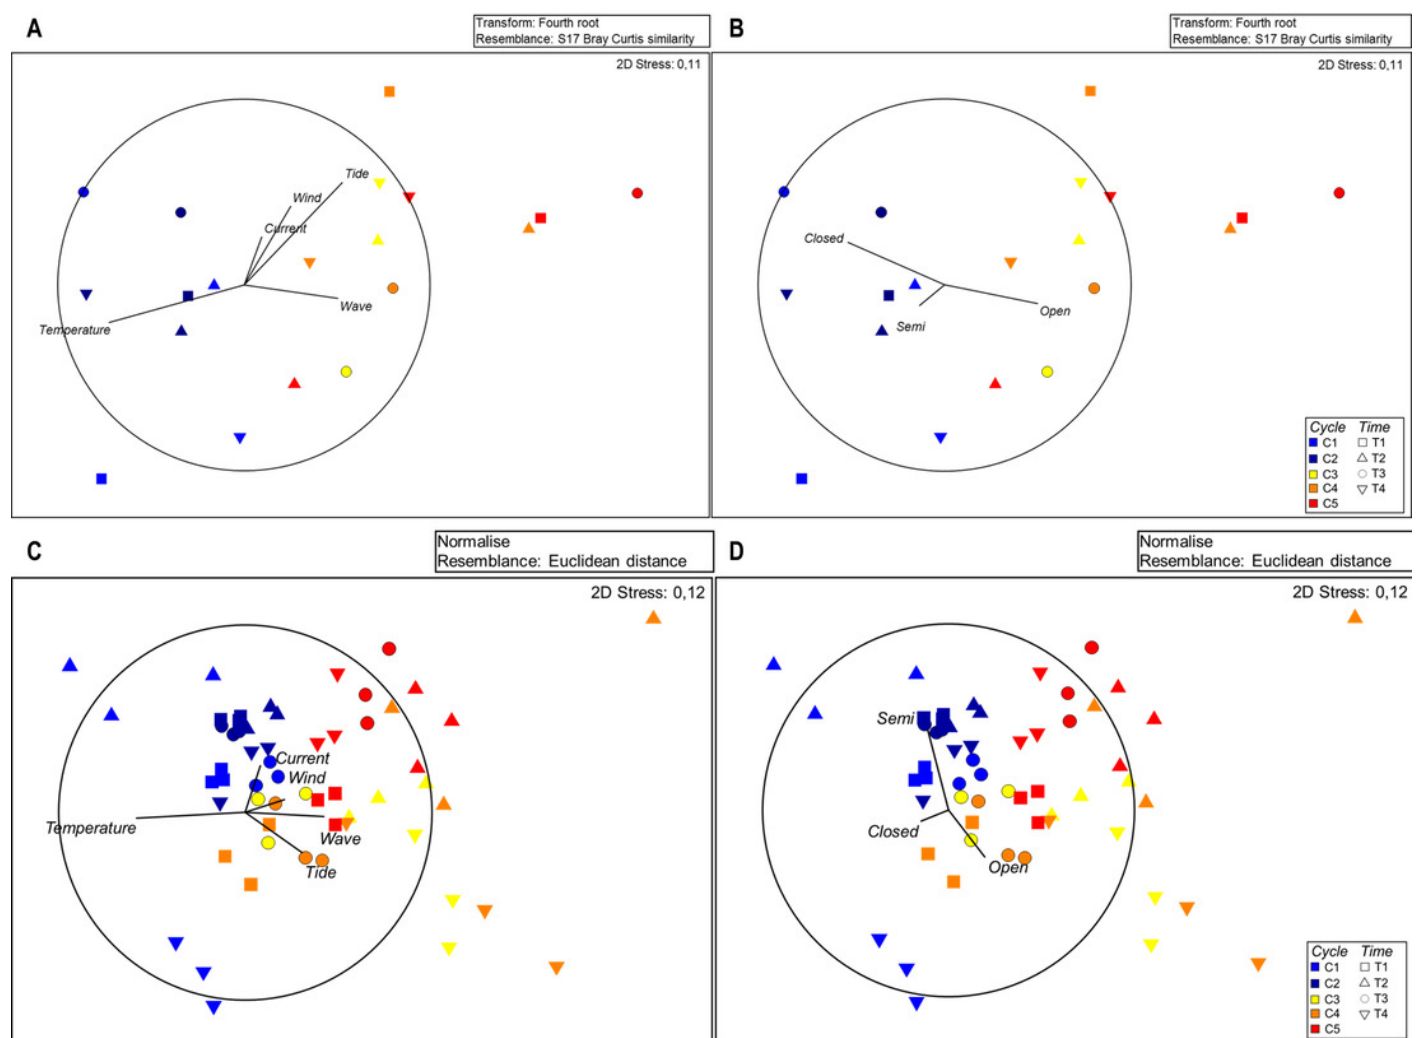 A
Transform: Fourth root
Resemblance: S17 Bray Curtis similarity
2D Stress: 0,11
Tide
Wind
Current
Wave
Temperature
B
Transform: Fourth root
Resemblance: S17 Bray Curtis similarity
2D Stress: 0,11
Closed
Semi
Open
Cycle Time
C1 T1
C2 T2
C3 T3
C4 T4
C5
C
Normalise
Resemblance: Euclidean distance
2D Stress: 0,12
Current
Wind
Temperature
Wave
Tide
D
Normalise
Resemblance: Euclidean distance
2D Stress: 0,12
Semi
Closed
Open
Cycle Time
C1 T1
C2 T2
C3 T3
C4 T4
C5